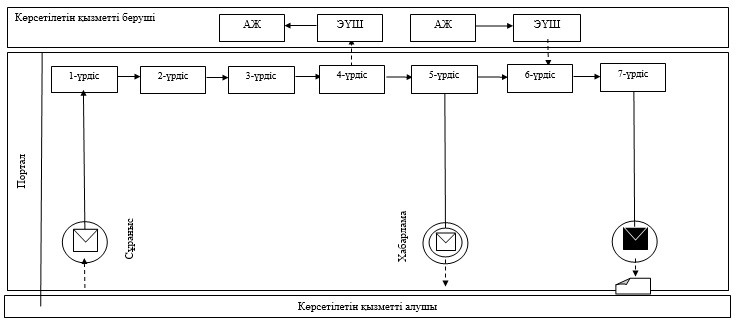 Көрсетілетін қызметті беруші
АЖ
ЭҮШ
АЖ
ЭҮШ
1-үрдіс
2-үрдіс
3-үрдіс
4-үрдіс
5-үрдіс
6-үрдіс
7-үрдіс
Портал
Сұраныс
Хабарлама
Көрсетілетін қызметті алушы